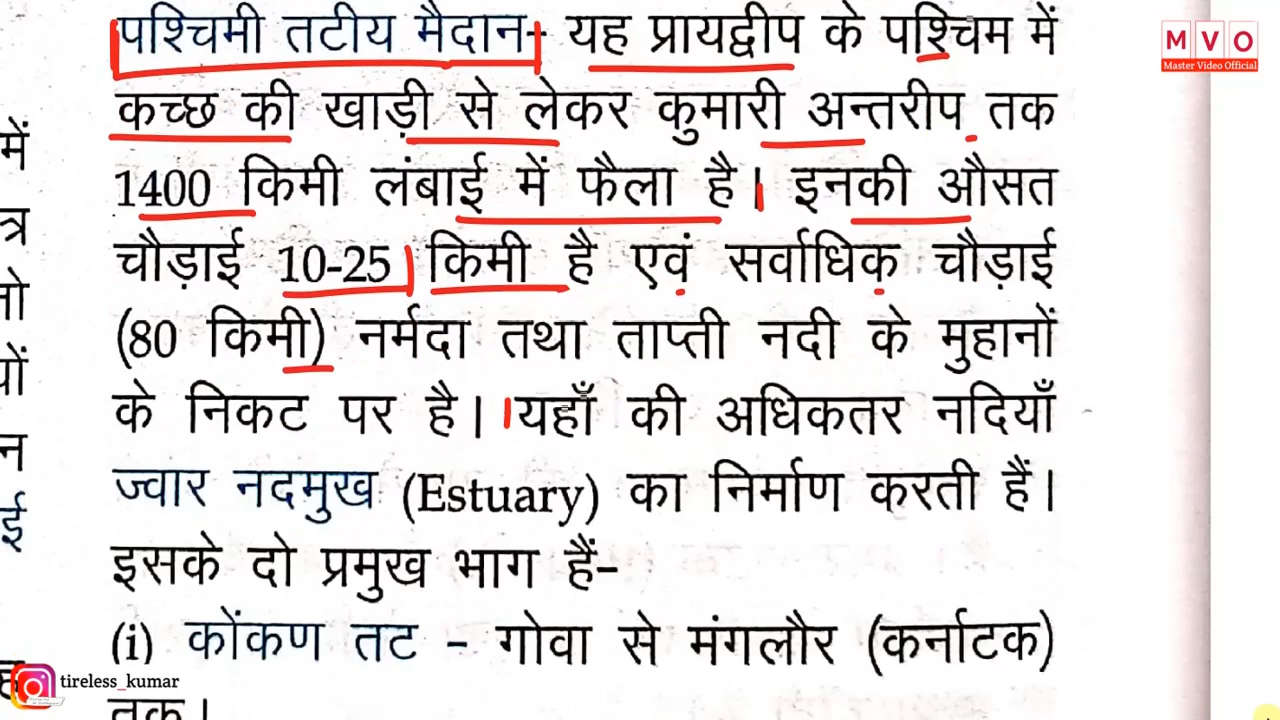 पश्चिमी तटीय मैदान- यह प्रायद्वीप के पश्चिम में
कच्छ की खाड़ी से लेकर कुमारी अन्तरीप तक
1400 किमी लंबाई में फैला है। इनकी औसत
चौड़ाई 10-25 किमी है एवं सर्वाधिक चौड़ाई
(80 किमी) नर्मदा तथा ताप्ती नदी के मुहानों
के निकट पर है। यहाँ की अधिकतर नदियाँ
ज्वार नदमुख (Estuary) का निर्माण करती हैं।
इसके दो प्रमुख भाग हैं–
(i) कोंकण तट – गोवा से मंगलौर (कर्नाटक)
तक।
में
त्र
न
ई
MVO
Master Video Official
tireless_kumar